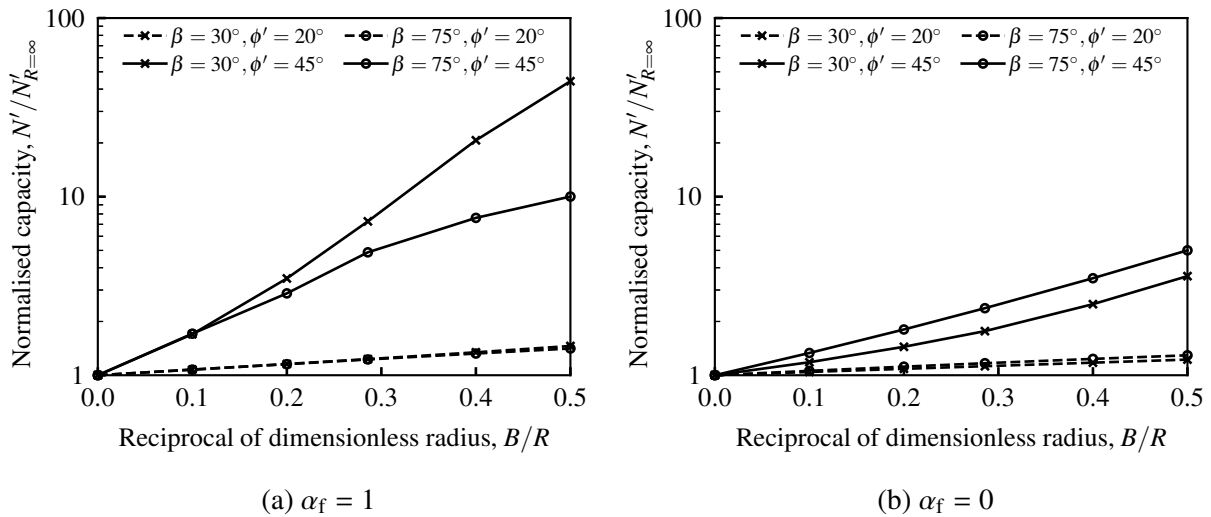 β = 30°, ϕ′ = 20°
β = 75°, ϕ′ = 20°
β = 30°, ϕ′ = 45°
β = 75°, ϕ′ = 45°
100
10
1
Normalised capacity, N′/N′R=∞
0.0 0.1 0.2 0.3 0.4 0.5
Reciprocal of dimensionless radius, B/R
(a) αf = 1
β = 30°, ϕ′ = 20°
β = 75°, ϕ′ = 20°
β = 30°, ϕ′ = 45°
β = 75°, ϕ′ = 45°
100
10
1
Normalised capacity, N′/N′R=∞
0.0 0.1 0.2 0.3 0.4 0.5
Reciprocal of dimensionless radius, B/R
(b) αf = 0